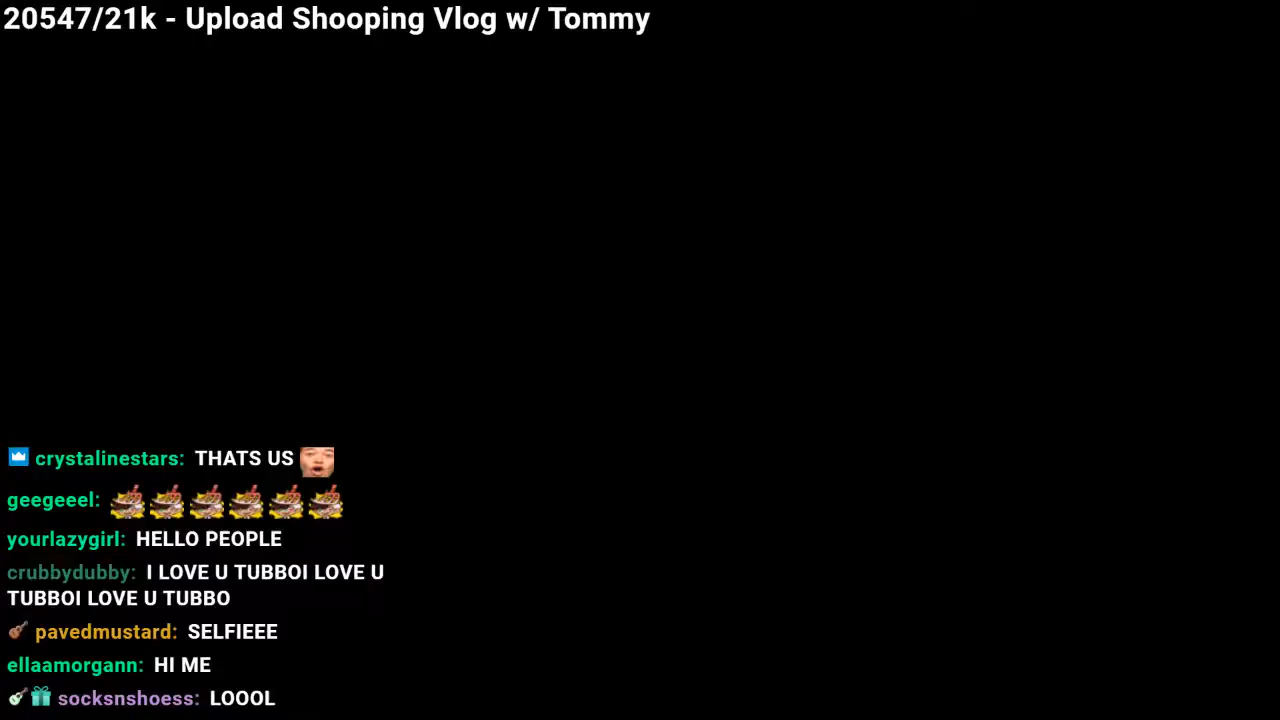 20547/21k - Upload Shooping Vlog w/ Tommy
crystalinestars: THATS US
geegeeel:
yourlazygirl: HELLO PEOPLE
crubbydubby: I LOVE U TUBBOI LOVE U
TUBBOI LOVE U TUBBO
pavedmustard: SELFIEEE
ellaamorgann: HI ME
socksnshoess: LOOOL